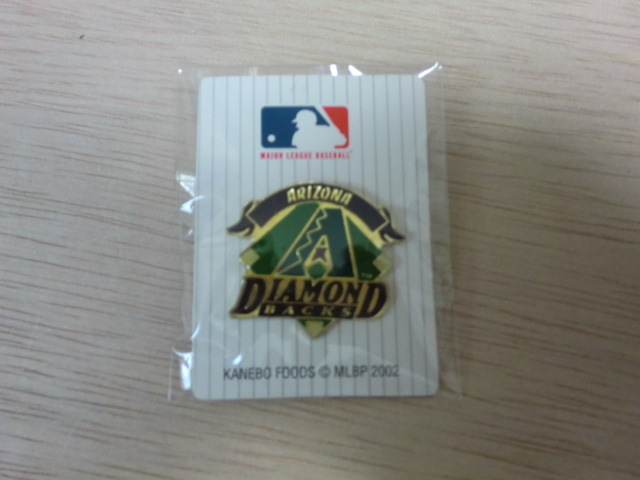 MAJOR LEAGUE BASEBALL
ARIZONA
A
DIAMOND
BACKS
KANEBO FOODS © MLBP 2002